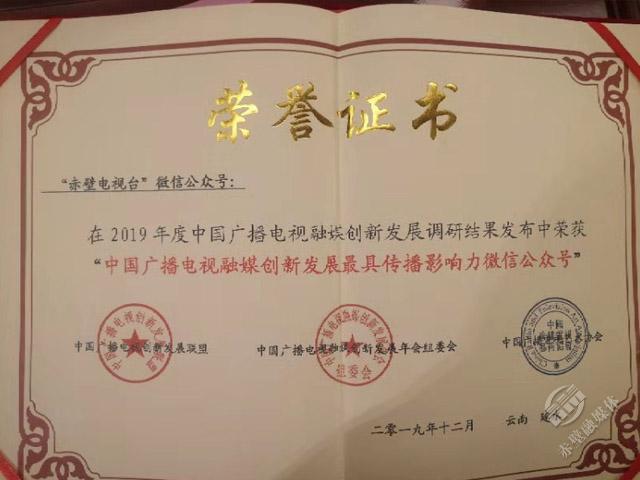 荣誉证书
“赤壁电视台”微信公众号：
在2019年度中国广播电视融媒创新发展调研结果发布中荣获
“中国广播电视融媒创新发展最具传播影响力微信公众号”
中国广播电视创新发展联盟
中国广播电视融媒创新发展年会组委会
组委会
二〇一九年十二月
云南
赤壁融媒体